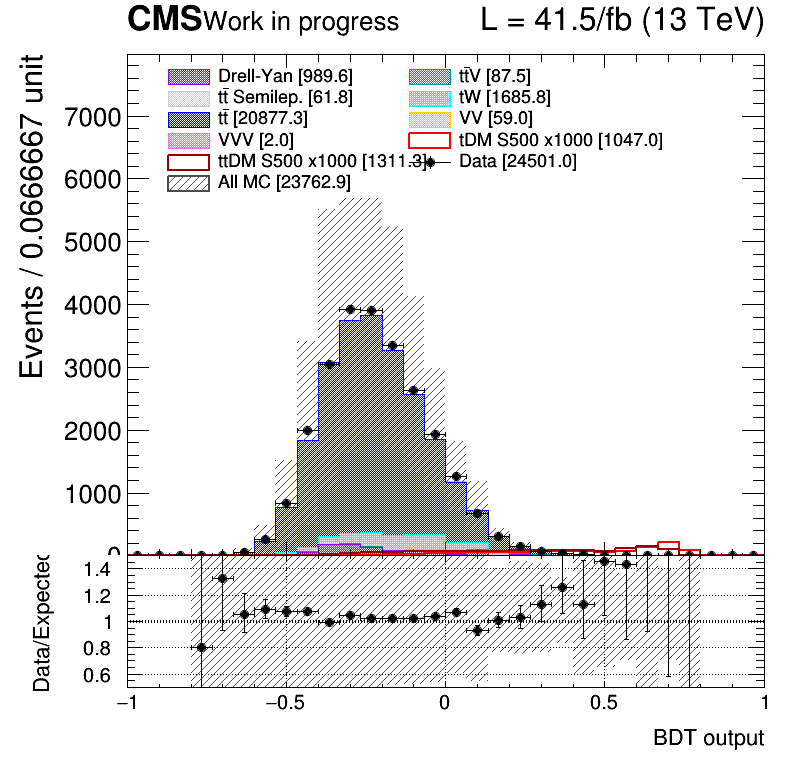 CMS Work in progress L = 41.5/fb (13 TeV)
Events / 0.0666667 unit
Drell-Yan [989.6] tt̄V [87.5]
tt̄ Semilep. [61.8] tW [1685.8]
tt̄ [20877.3] VV [59.0]
VVV [2.0] tDM S500 x1000 [1047.0]
ttDM S500 x1000 [1311.3] Data [24501.0]
All MC [23762.9]
7000
6000
5000
4000
3000
2000
1000
0
Data/Expected
1.4
1.2
1
0.8
0.6
−1 −0.5 0 0.5 1
BDT output